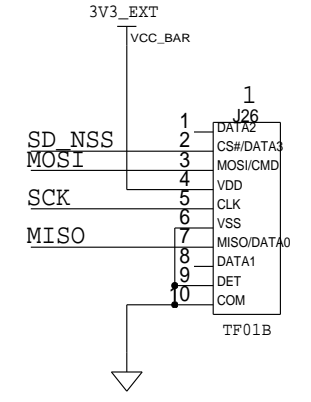 3V3_EXT
VCC_BAR
1
J26
1 DATA2
SD_NSS 2 CS#/DATA3
MOSI 3 MOSI/CMD
4 VDD
SCK 5 CLK
6 VSS
MISO 7 MISO/DATA0
8 DATA1
9 DET
10 COM
TF01B